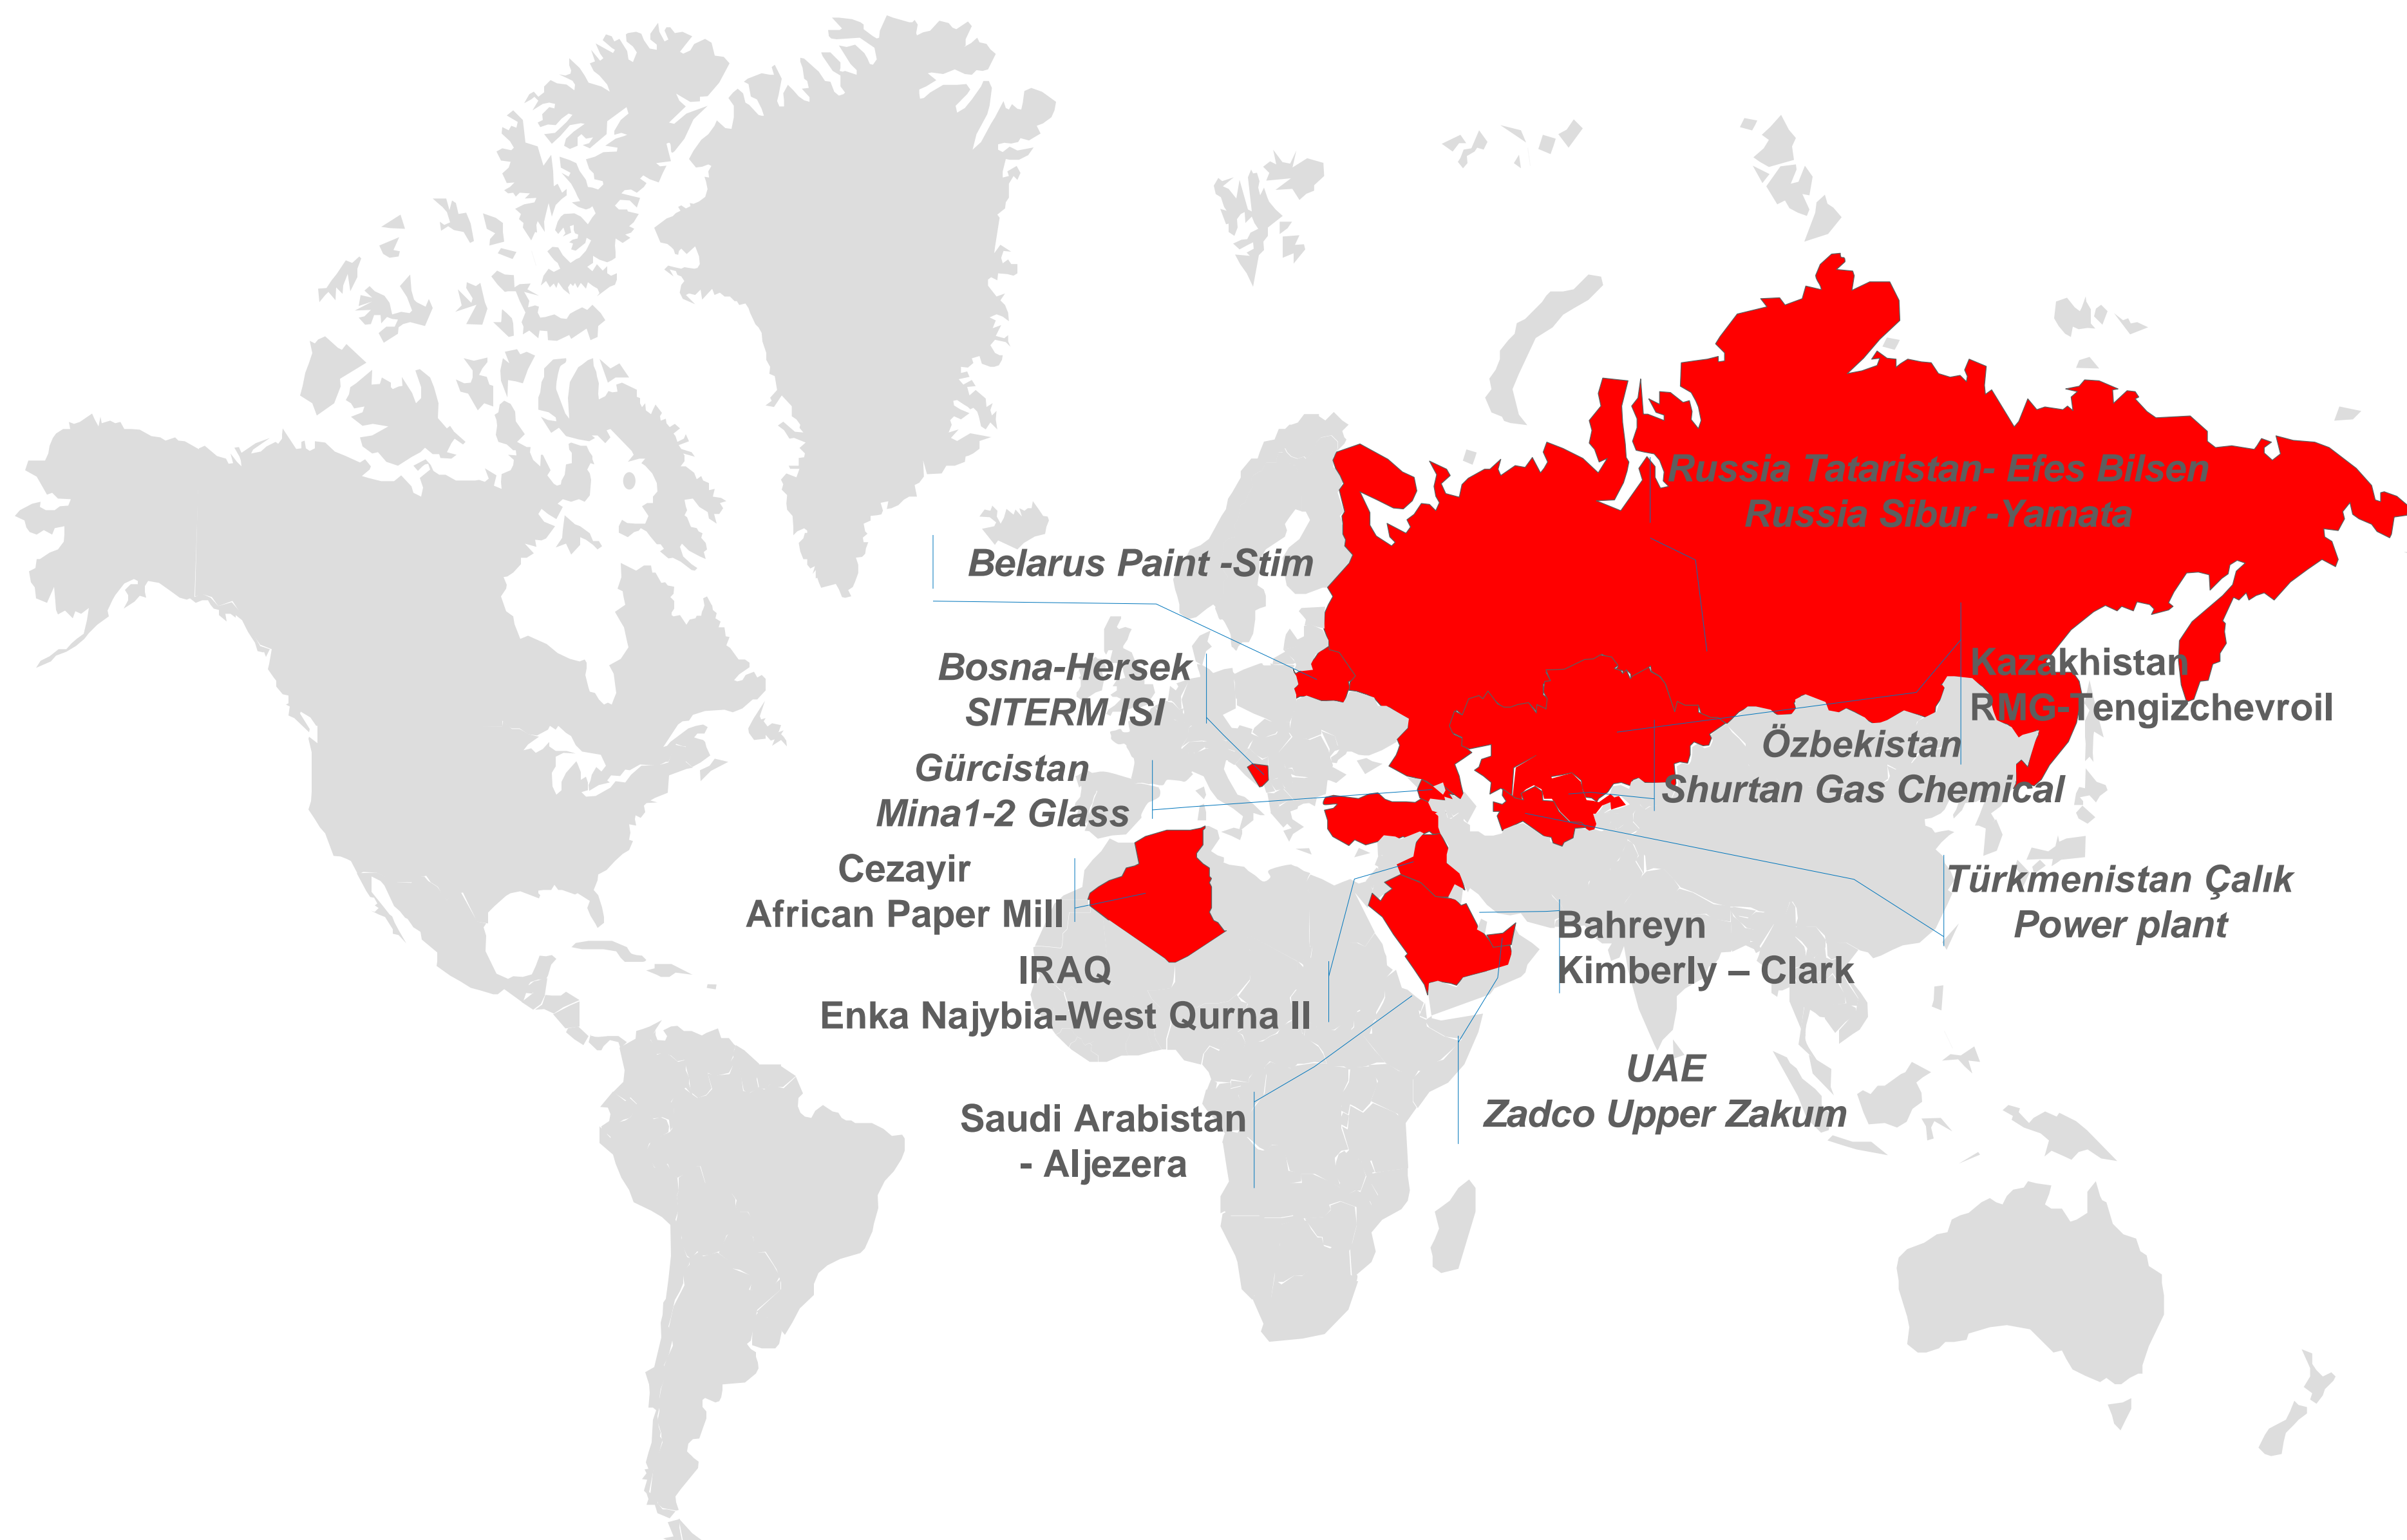 Russia Tataristan- Efes Bilsen
Russia Sibur -Yamata
Belarus Paint -Stim
Bosna-Hersek
SITERM ISI
Kazakhistan
RMG-Tengizchevroil
Özbekistan
Shurtan Gas Chemical
Gürcistan
Mina1-2 Glass
Cezayir
African Paper Mill
Türkmenistan Çalık
Power plant
Bahreyn
Kimberly – Clark
IRAQ
Enka Najybia-West Qurna II
UAE
Zadco Upper Zakum
Saudi Arabistan
- Aljezera